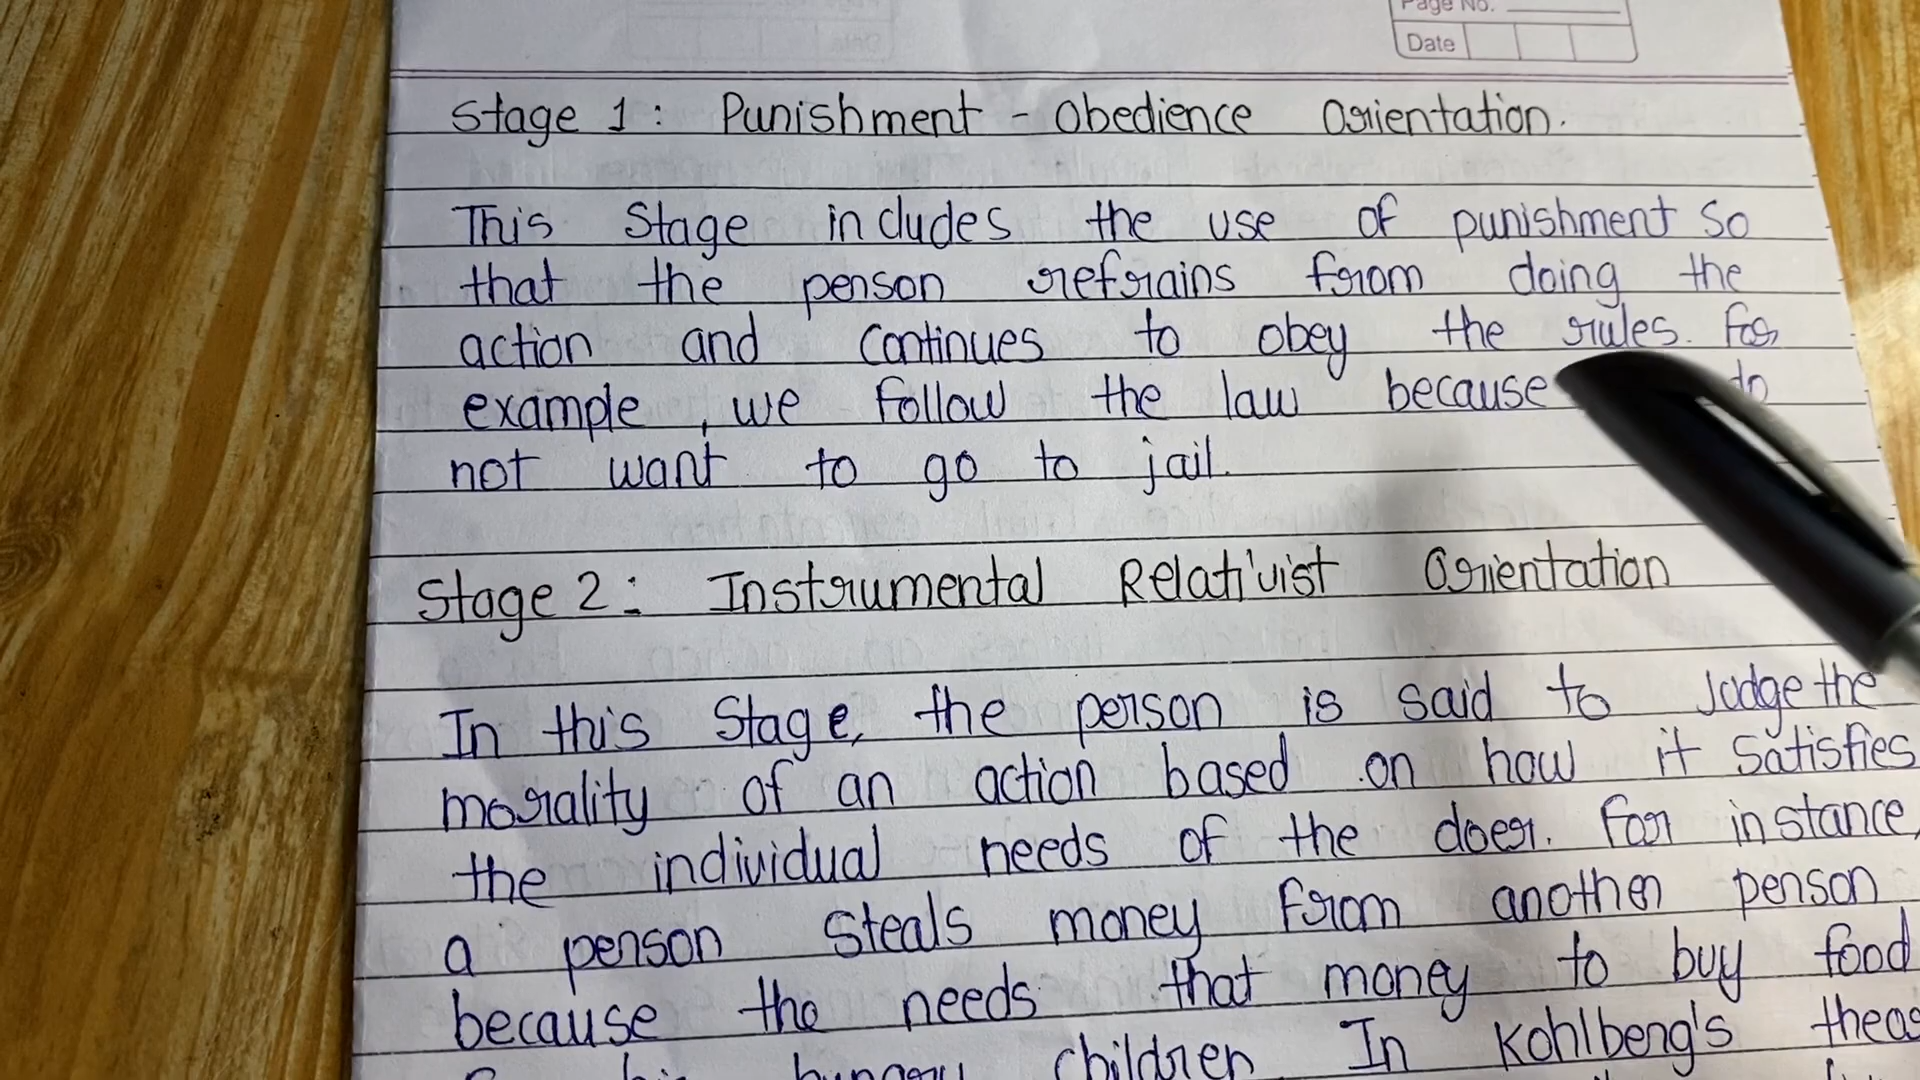 Page No.
Date
Stage 1 : Punishment - Obedience Orientation.
This Stage includes the use of punishment so
that the person refrains from doing the
action and continues to obey the rules. For
example, we follow the law because do
not want to go to jail.
Stage 2 : Instrumental Relativist Orientation
In this Stage, the person is said to Judge the
morality of an action based on how it satisfies
the individual needs of the doer. For instance,
a person steals money from another person
because the needs that money to buy food
hungry children In Kohlberg's